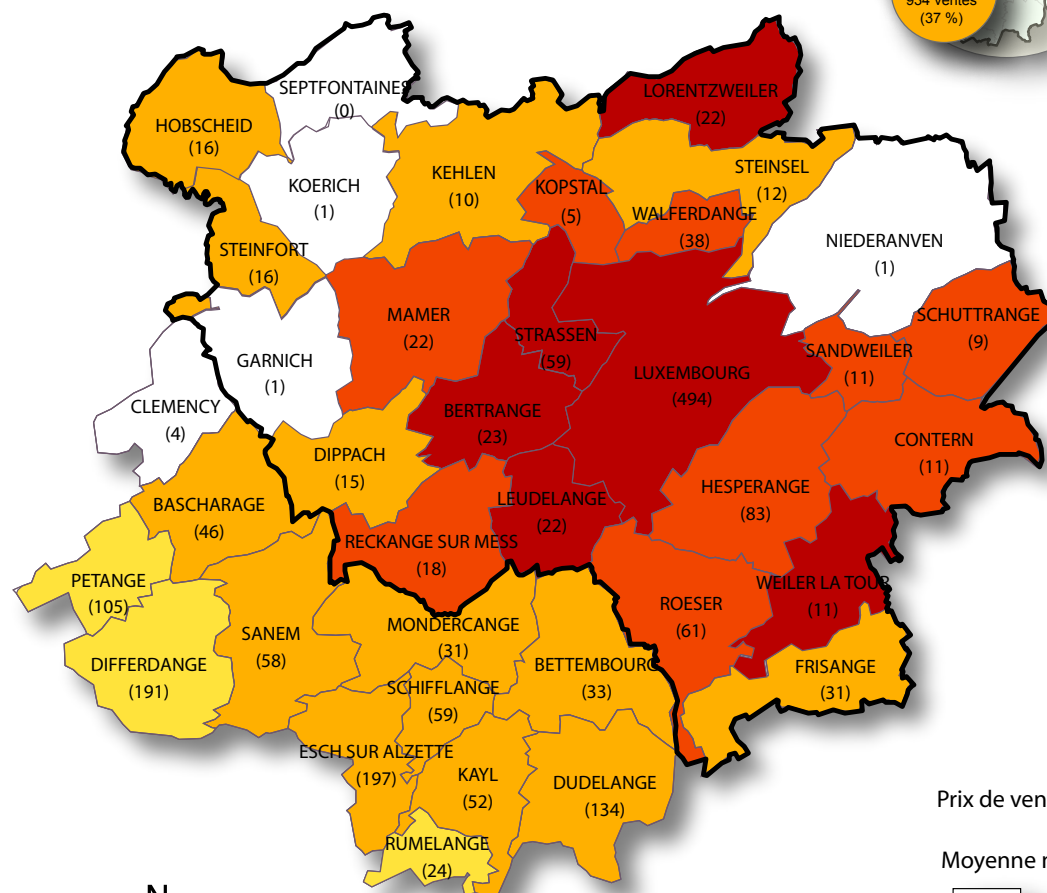 934 ventes
(37 %)
SEPTFONTAINES
(0)
LORENTZWEILER
(22)
HOBSCHEID
(16)
KOERICH
(1)
KEHLEN
(10)
KOPSTAL
(5)
STEINSEL
(12)
WALFERDANGE
(38)
NIEDERANVEN
(1)
STEINFORT
(16)
MAMER
(22)
STRASSEN
(59)
SCHUTTRANGE
(9)
SANDWEILER
(11)
GARNICH
(1)
LUXEMBOURG
(494)
CLEMENCY
(4)
BERTRANGE
(23)
CONTERN
(11)
DIPPACH
(15)
HESPERANGE
(83)
BASCHARAGE
(46)
LEUDELANGE
(22)
RECKANGE SUR MESS
(18)
PETANGE
(105)
WEILER LA TOUR
(11)
ROESER
(61)
SANEM
(58)
MONDERCANGE
(31)
DIFFERDANGE
(191)
BETTEMBOURG
(33)
FRISANGE
(31)
SCHIFFLANGE
(59)
ESCH SUR ALZETTE
(197)
KAYL
(52)
DUDELANGE
(134)
RUMELANGE
(24)
Prix de ven
Moyenne
N